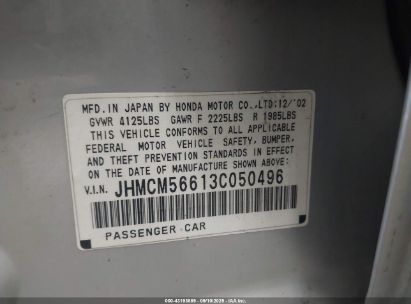 MFD. IN JAPAN BY HONDA MOTOR CO.,LTD:12/'02
GVWR 4125LBS GAWR F 2225LBS R 1985LBS
THIS VEHICLE CONFORMS TO ALL APPLICABLE
FEDERAL MOTOR VEHICLE SAFETY, BUMPER,
AND THEFT PREVENTION STANDARDS IN EFFECT
ON THE DATE OF MANUFACTURE SHOWN ABOVE:
V.I.N. JHMCM56613C050496
PASSENGER CAR